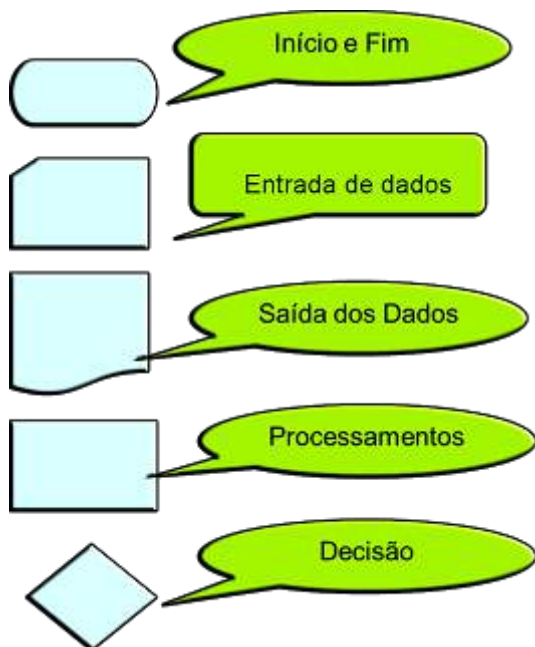 Início e Fim
Entrada de dados
Saída dos Dados
Processamentos
Decisão